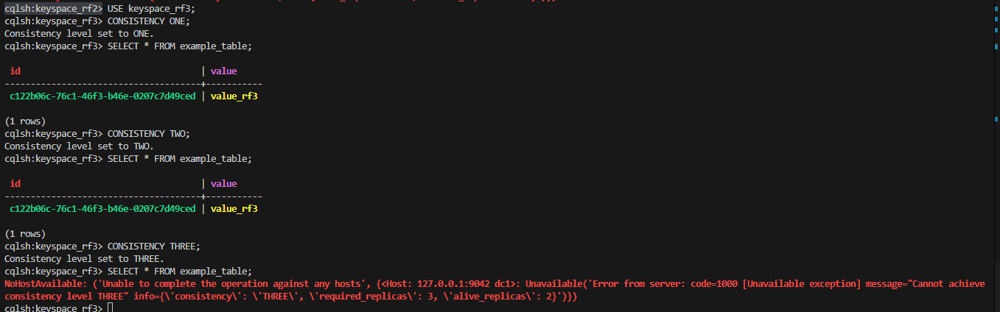 cqlsh:keyspace_rf2> USE keyspace_rf3;
cqlsh:keyspace_rf3> CONSISTENCY ONE;
Consistency level set to ONE.
cqlsh:keyspace_rf3> SELECT * FROM example_table;
id | value
--------------------------------------+-----------
c122b06c-76c1-46f3-b46e-0207c7d49ced | value_rf3
(1 rows)
cqlsh:keyspace_rf3> CONSISTENCY TWO;
Consistency level set to TWO.
cqlsh:keyspace_rf3> SELECT * FROM example_table;
id | value
--------------------------------------+-----------
c122b06c-76c1-46f3-b46e-0207c7d49ced | value_rf3
(1 rows)
cqlsh:keyspace_rf3> CONSISTENCY THREE;
Consistency level set to THREE.
cqlsh:keyspace_rf3> SELECT * FROM example_table;
NoHostAvailable: ('Unable to complete the operation against any hosts', {<Host: 127.0.0.1:9042 dc1>: Unavailable('Error from server: code=1000 [Unavailable exception] message="Cannot achieve
consistency level THREE" info={\'consistency\': \'THREE\', \'required_replicas\': 3, \'alive_replicas\': 2}')})
cqlsh:keyspace_rf3>